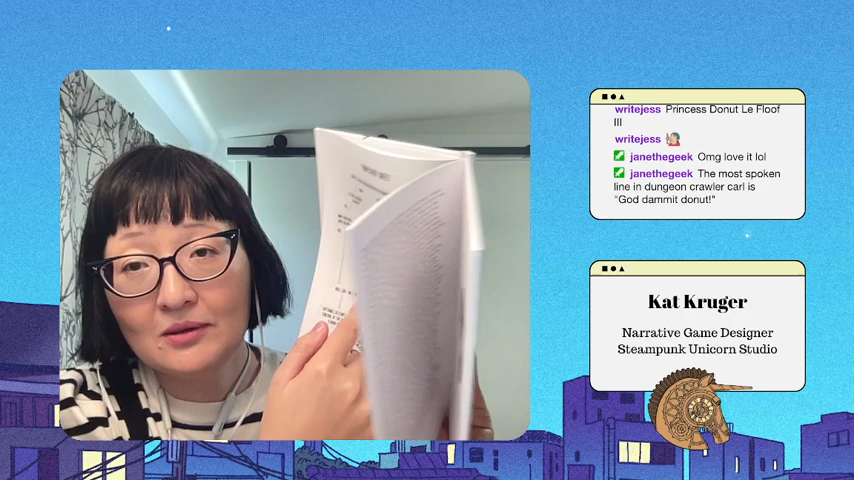 writejess Princess Donut Le Floof
III
writejess
janethegeek Omg love it lol
janethegeek The most spoken
line in dungeon crawler carl is
"God dammit donut!"
Kat Kruger
Narrative Game Designer
Steampunk Unicorn Studio